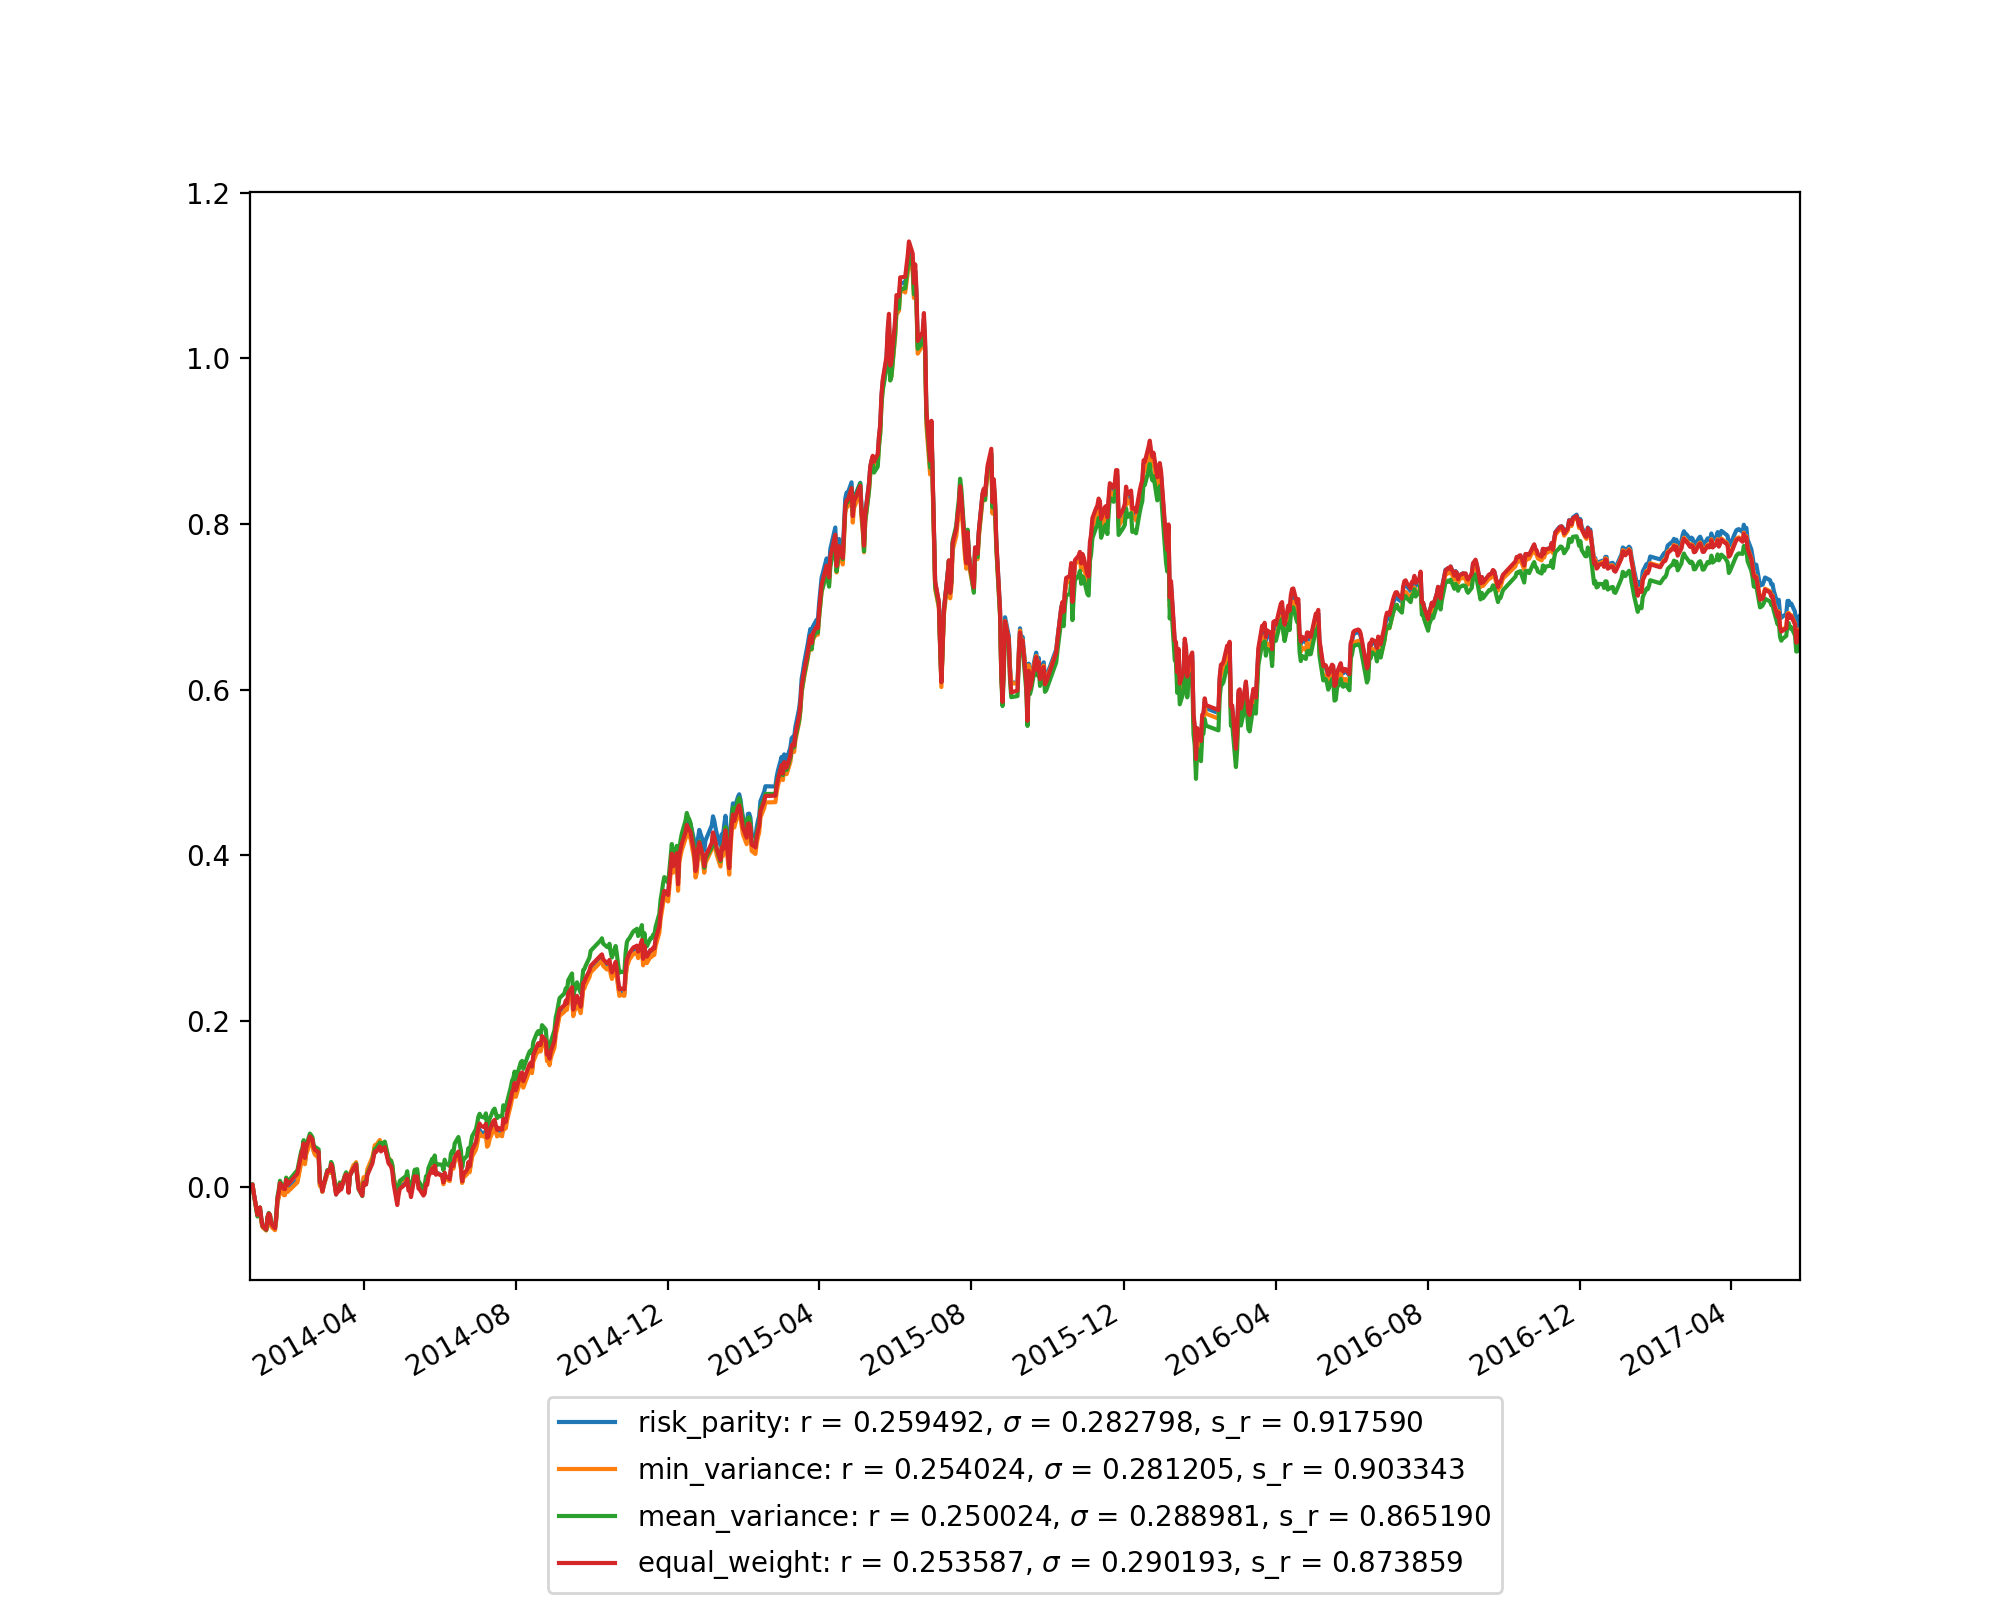 1.2
1.0
0.8
0.6
0.4
0.2
0.0
2014-04 2014-08 2014-12 2015-04 2015-08 2015-12 2016-04 2016-08 2016-12 2017-04
risk_parity: r = 0.259492, σ = 0.282798, s_r = 0.917590
min_variance: r = 0.254024, σ = 0.281205, s_r = 0.903343
mean_variance: r = 0.250024, σ = 0.288981, s_r = 0.865190
equal_weight: r = 0.253587, σ = 0.290193, s_r = 0.873859